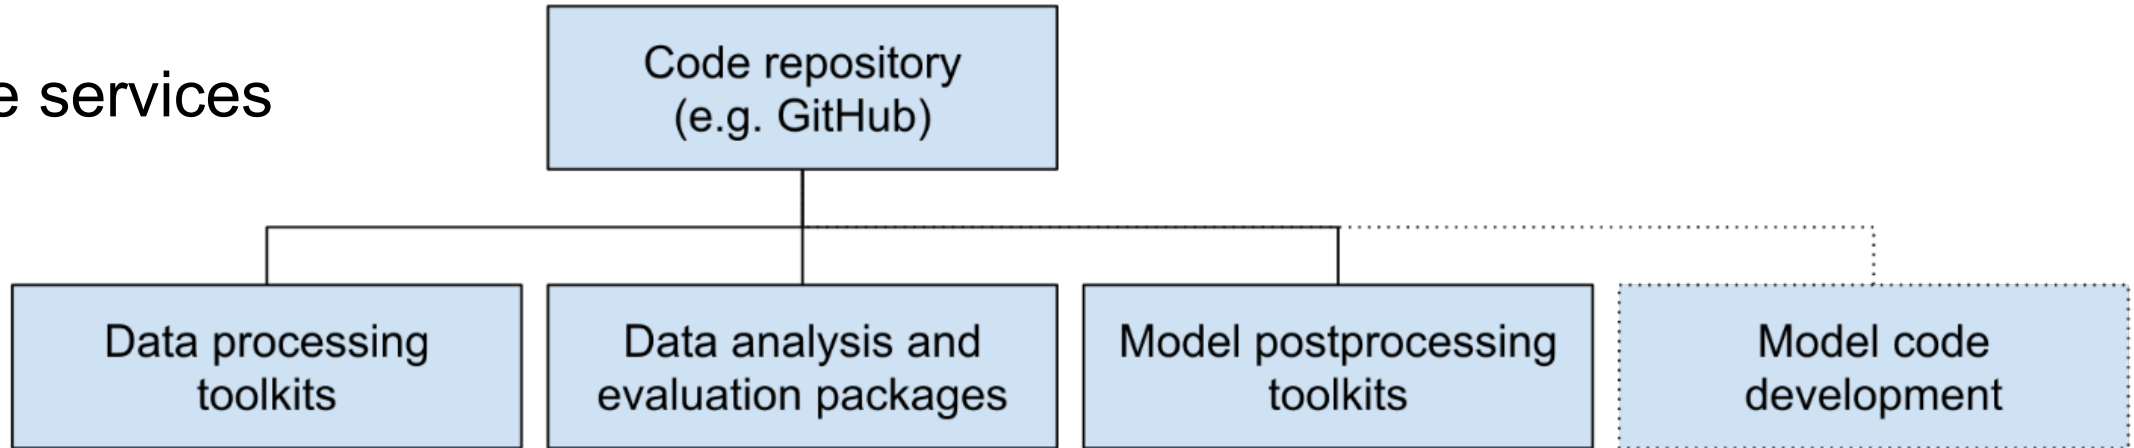 e services
Code repository
(e.g. GitHub)
Data processing
toolkits
Data analysis and
evaluation packages
Model postprocessing
toolkits
Model code
development